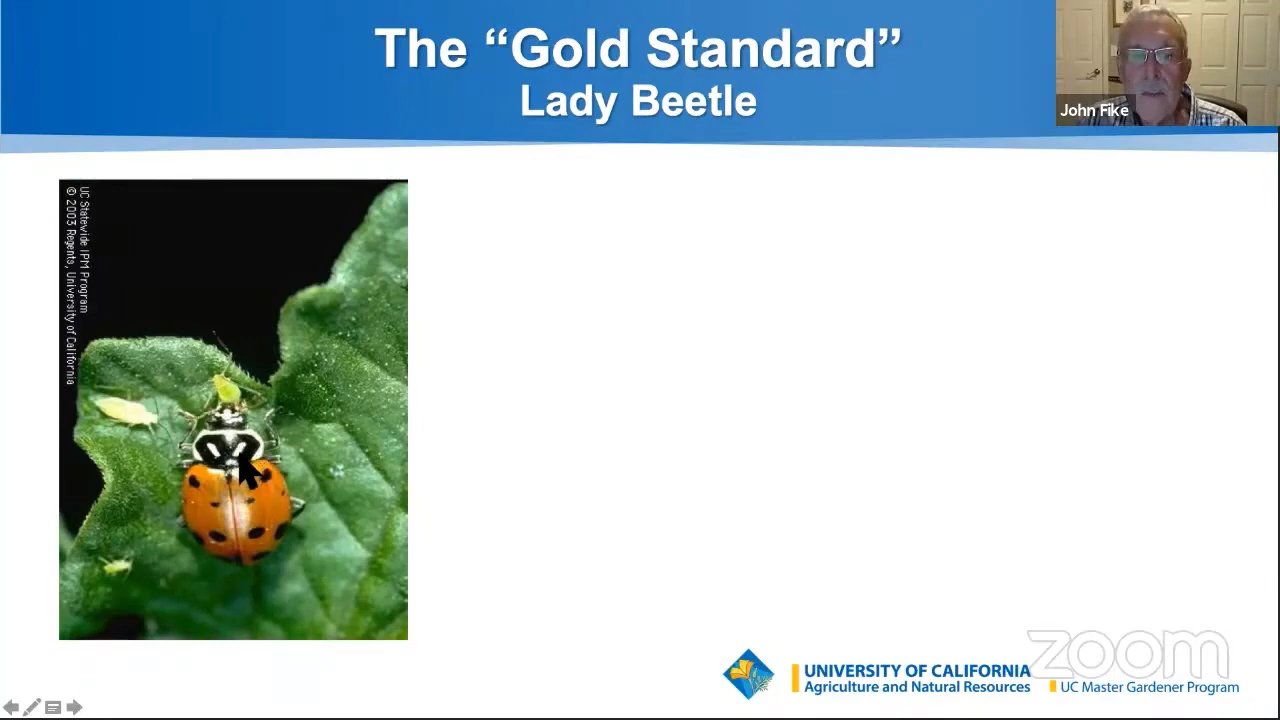 The “Gold Standard”
Lady Beetle
John Fike
UC Statewide IPM Program
© 2003 Regents, University of California
zoom
UNIVERSITY OF CALIFORNIA
Agriculture and Natural Resources
UC Master Gardener Program